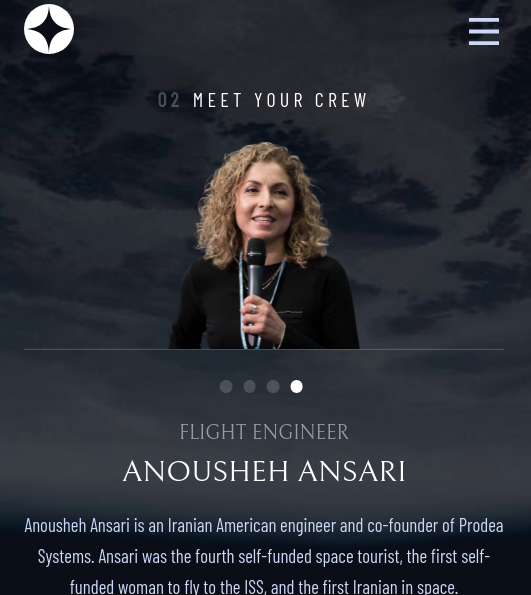 02 MEET YOUR CREW
FLIGHT ENGINEER
ANOUSHEH ANSARI
Anousheh Ansari is an Iranian American engineer and co-founder of Prodea
Systems. Ansari was the fourth self-funded space tourist, the first self-
funded woman to fly to the ISS, and the first Iranian in space.